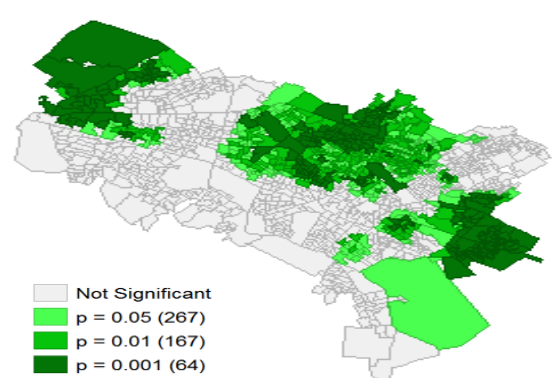 Not Significant
p = 0.05 (267)
p = 0.01 (167)
p = 0.001 (64)